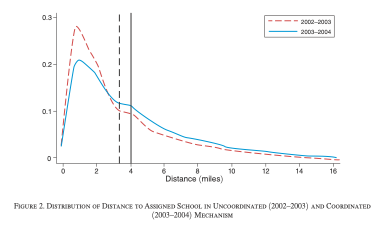 0.3
0.2
0.1
0
0 2 4 6 8 10 12 14 16
Distance (miles)
2002–2003
2003–2004
Figure 2. Distribution of Distance to Assigned School in Uncoordinated (2002–2003) and Coordinated
(2003–2004) Mechanism